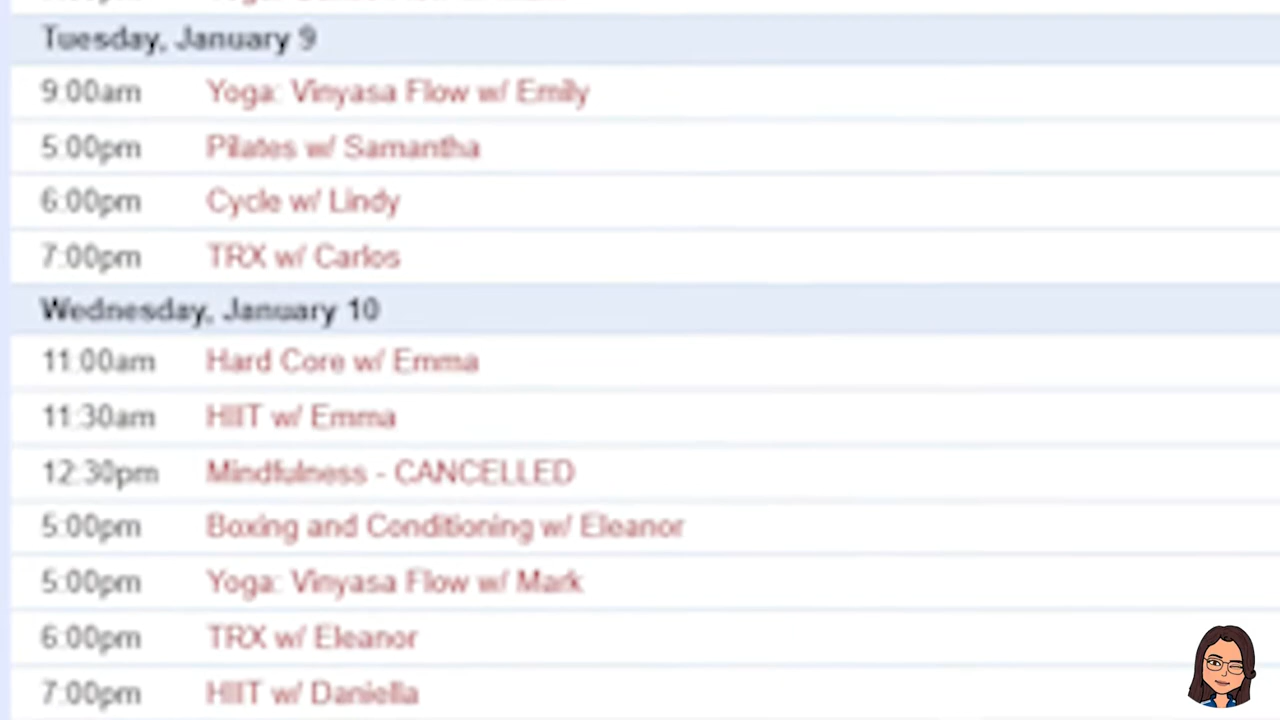 Tuesday, January 9
9:00am Yoga: Vinyasa Flow w/ Emily
5:00pm Pilates w/ Samantha
6:00pm Cycle w/ Lindy
7:00pm TRX w/ Carlos
Wednesday, January 10
11:00am Hard Core w/ Emma
11:30am HIIT w/ Emma
12:30pm Mindfulness - CANCELLED
5:00pm Boxing and Conditioning w/ Eleanor
5:00pm Yoga: Vinyasa Flow w/ Mark
6:00pm TRX w/ Eleanor
7:00pm HIIT w/ Daniella